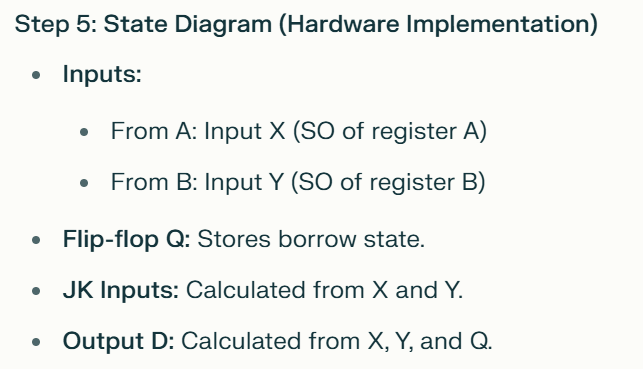 Step 5: State Diagram (Hardware Implementation)
• Inputs:
• From A: Input X (SO of register A)
• From B: Input Y (SO of register B)
• Flip-flop Q: Stores borrow state.
• JK Inputs: Calculated from X and Y.
• Output D: Calculated from X, Y, and Q.